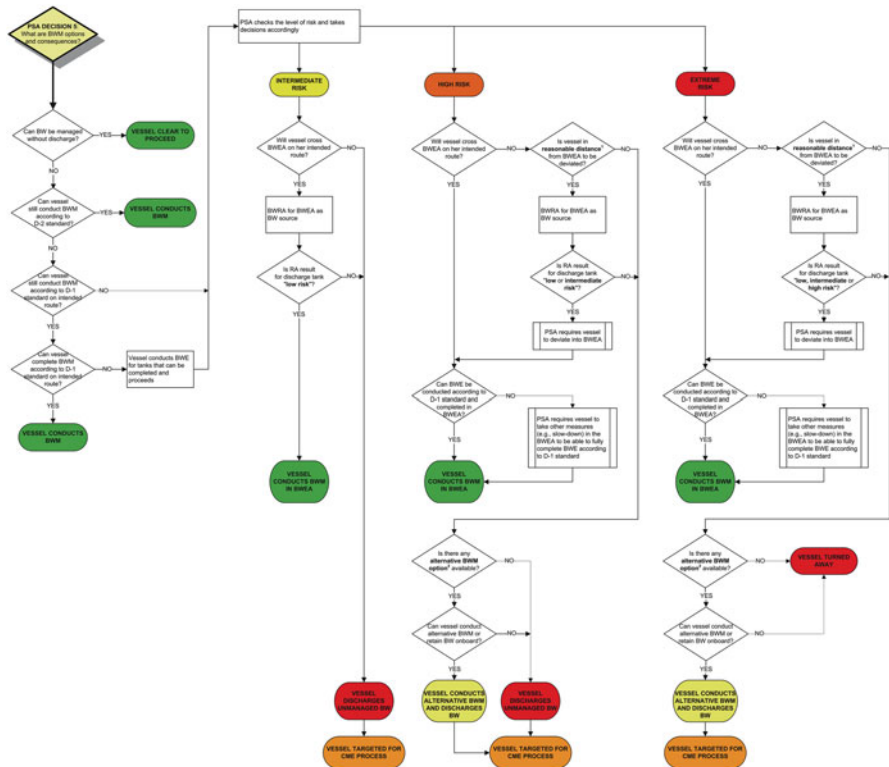 PSA DECISION 5:
What are BWM options
and consequences?
PSA checks the level of risk and takes
decisions accordingly
Can BW be managed
without discharge?
YES
VESSEL CLEAR TO
PROCEED
NO
Can vessel
still conduct BWM
according to
D-2 standard?
YES
VESSEL CONDUCTS
BWM
NO
Can vessel
still conduct BWM
according to D-1
standard on intended
route?
NO
YES
Can vessel
complete BWM
according to D-1
standard on intended
route?
NO
Vessel conducts BWE
for tanks that can be
completed and
proceeds
YES
VESSEL CONDUCTS
BWM
INTERMEDIATE
RISK
Will vessel cross
BWEA on her intended
route?
NO
YES
BWRA for BWEA as
BW source
Is RA result
for discharge tank
"low risk"?
NO
YES
VESSEL
CONDUCTS BWM
IN BWEA
VESSEL
DISCHARGES
UNMANAGED BW
VESSEL TARGETED FOR
CME PROCESS
HIGH RISK
Will vessel cross
BWEA on her intended
route?
NO
Is vessel in
reasonable distance¹
from BWEA to be
deviated?
NO
YES
YES
BWRA for BWEA as
BW source
Is RA result
for discharge tank
"low or intermediate
risk"?
NO
YES
PSA requires vessel
to deviate into BWEA
Can BWE be
conducted according to
D-1 standard and
completed in
BWEA?
NO
YES
PSA requires vessel to
take other measures
(e.g., slow-down) in the
BWEA to be able to fully
complete BWE according
to D-1 standard
VESSEL
CONDUCTS BWM
IN BWEA
Is there any
alternative BWM
option² available?
NO
YES
Can vessel conduct
alternative BWM or
retain BW onboard?
NO
YES
VESSEL CONDUCTS
ALTERNATIVE BWM
AND DISCHARGES
BW
VESSEL
DISCHARGES
UNMANAGED BW
VESSEL TARGETED FOR
CME PROCESS
EXTREME
RISK
Will vessel cross
BWEA on her intended
route?
NO
Is vessel in
reasonable distance¹
from BWEA to be
deviated?
NO
YES
YES
BWRA for BWEA as
BW source
Is RA result
for discharge tank
"low, intermediate or
high risk"?
NO
YES
PSA requires vessel
to deviate into BWEA
Can BWE be
conducted according to
D-1 standard and
completed in
BWEA?
NO
YES
PSA requires vessel to
take other measures
(e.g., slow-down) in the
BWEA to be able to fully
complete BWE according
to D-1 standard
VESSEL
CONDUCTS BWM
IN BWEA
Is there any
alternative BWM
option² available?
NO
VESSEL TURNED
AWAY
YES
Can vessel conduct
alternative BWM or
retain BW onboard?
NO
YES
VESSEL CONDUCTS
ALTERNATIVE BWM
AND DISCHARGES
BW
VESSEL TARGETED FOR
CME PROCESS